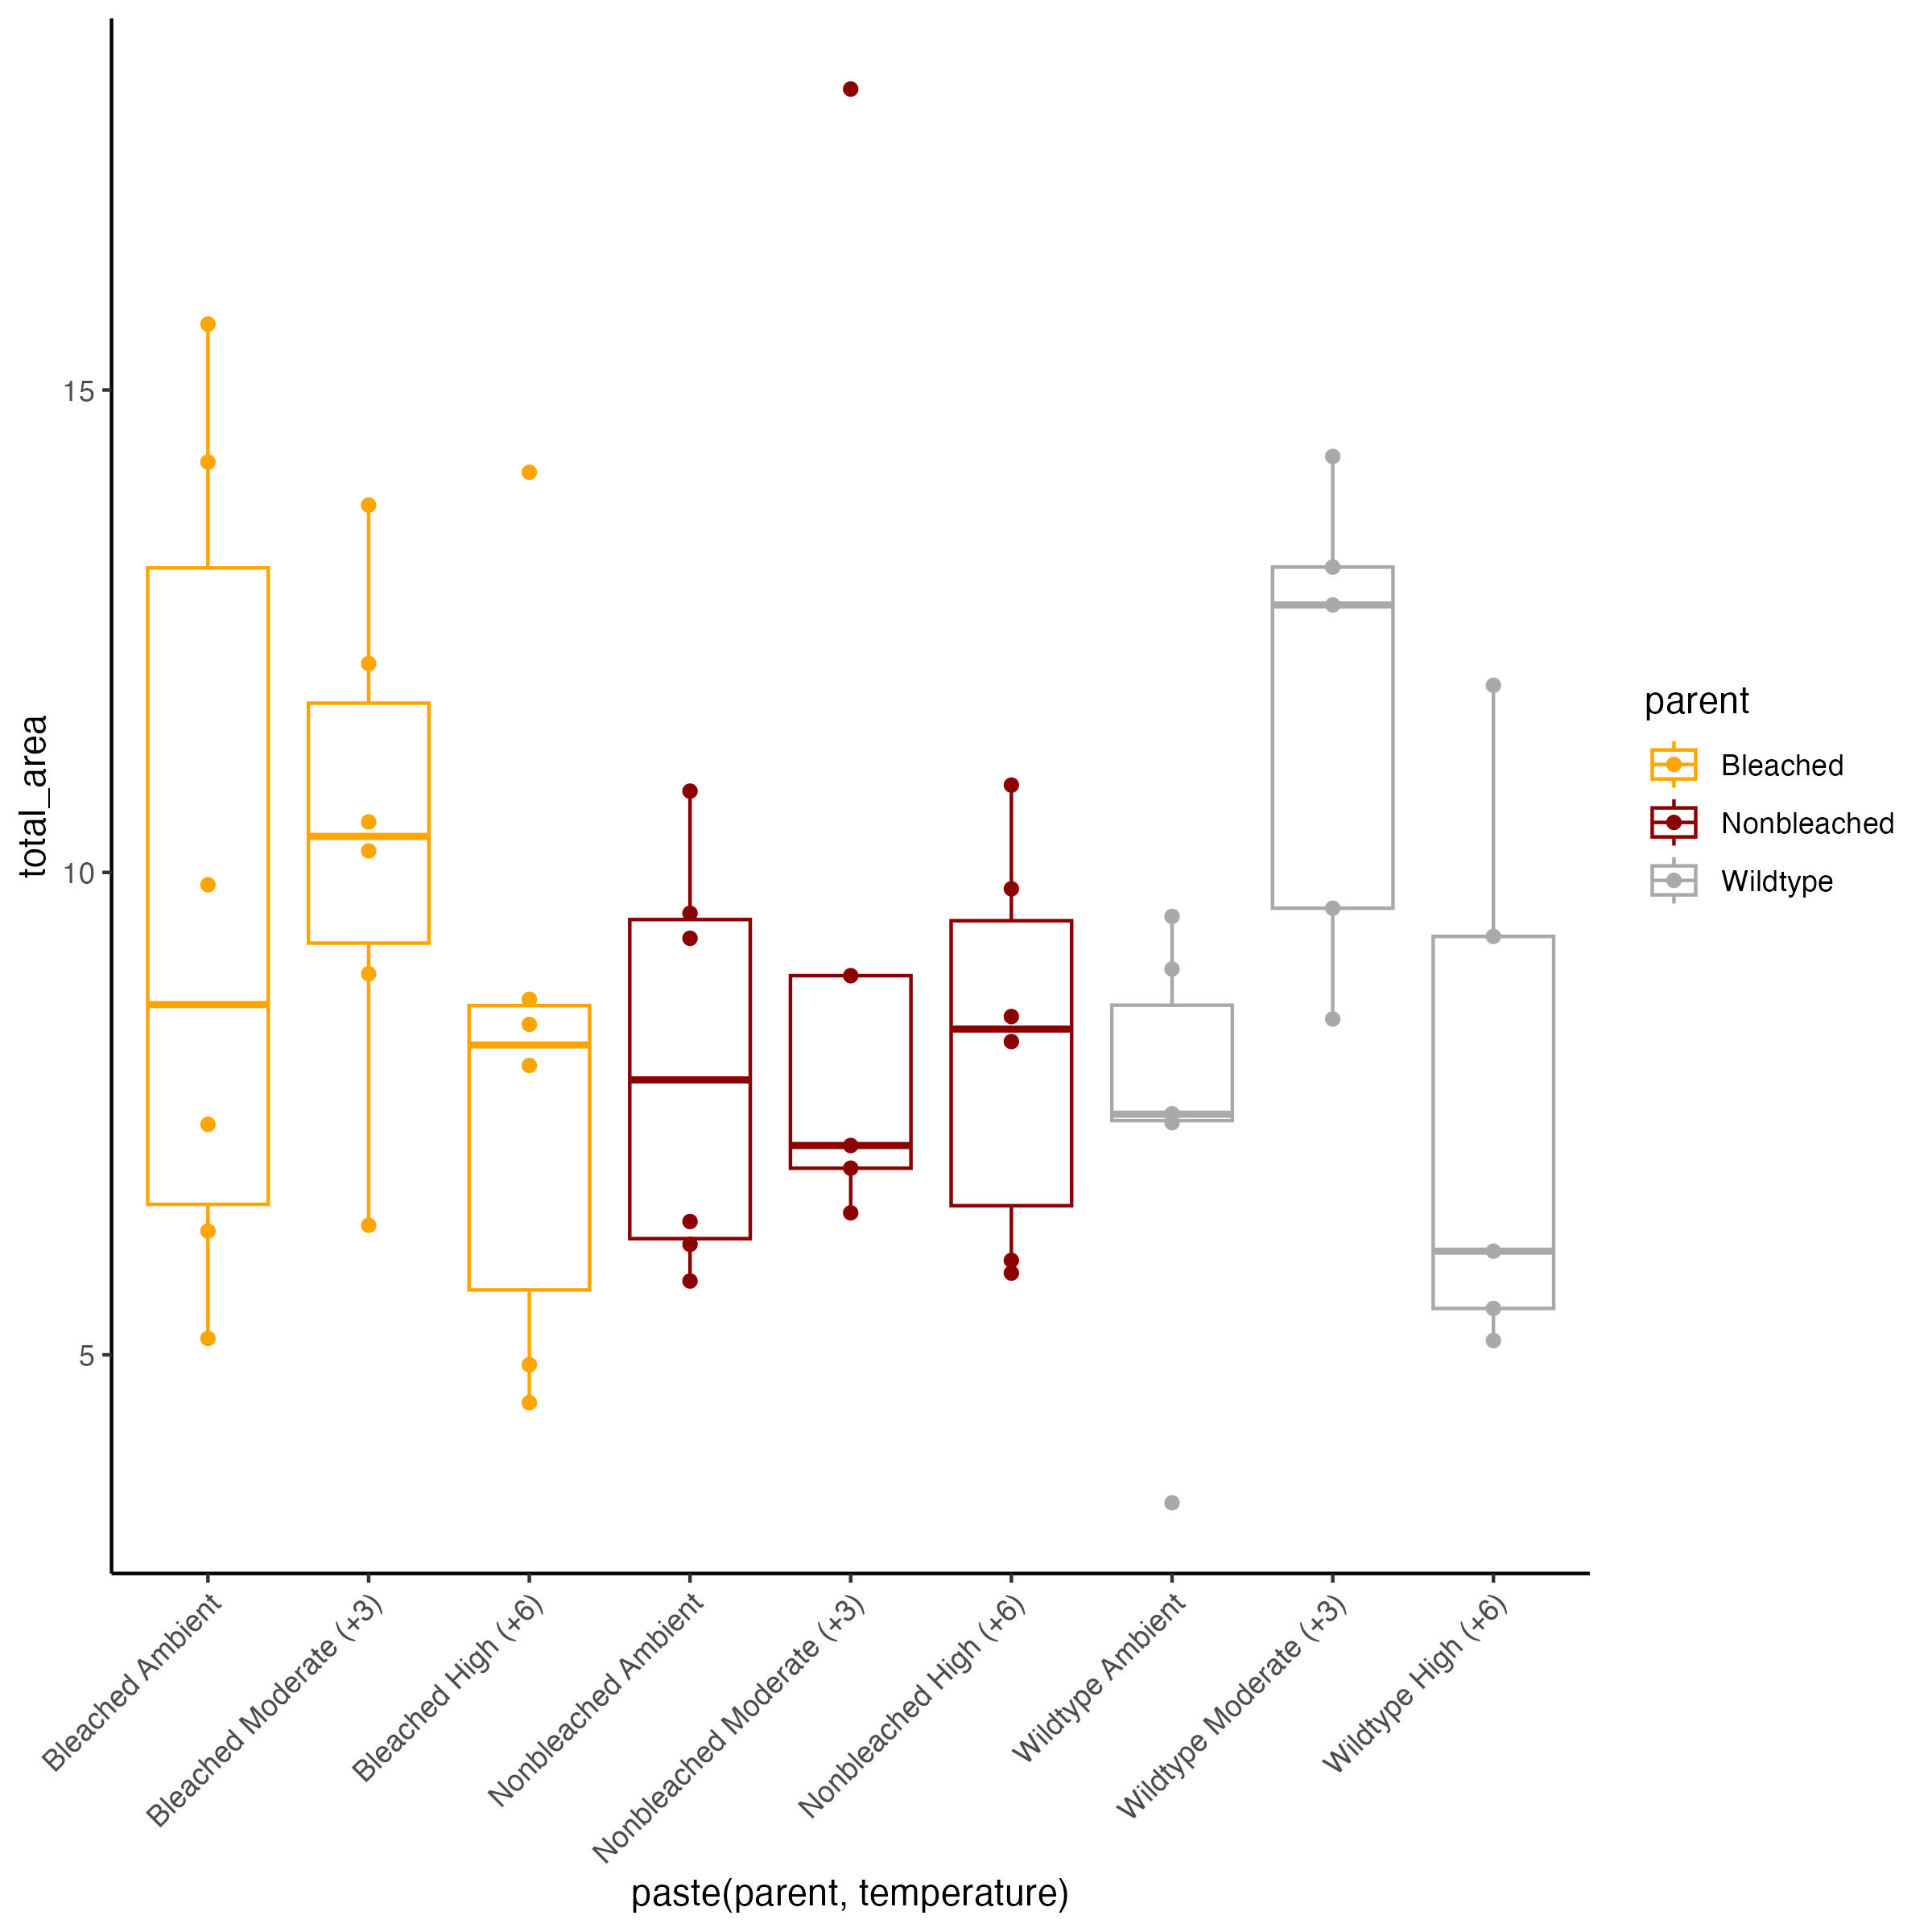 total_area
15
10
5
Bleached Ambient
Bleached Moderate (+3)
Bleached High (+6)
Nonbleached Ambient
Nonbleached Moderate (+3)
Nonbleached High (+6)
Wildtype Ambient
Wildtype Moderate (+3)
Wildtype High (+6)
paste(parent, temperature)
parent
Bleached
Nonbleached
Wildtype